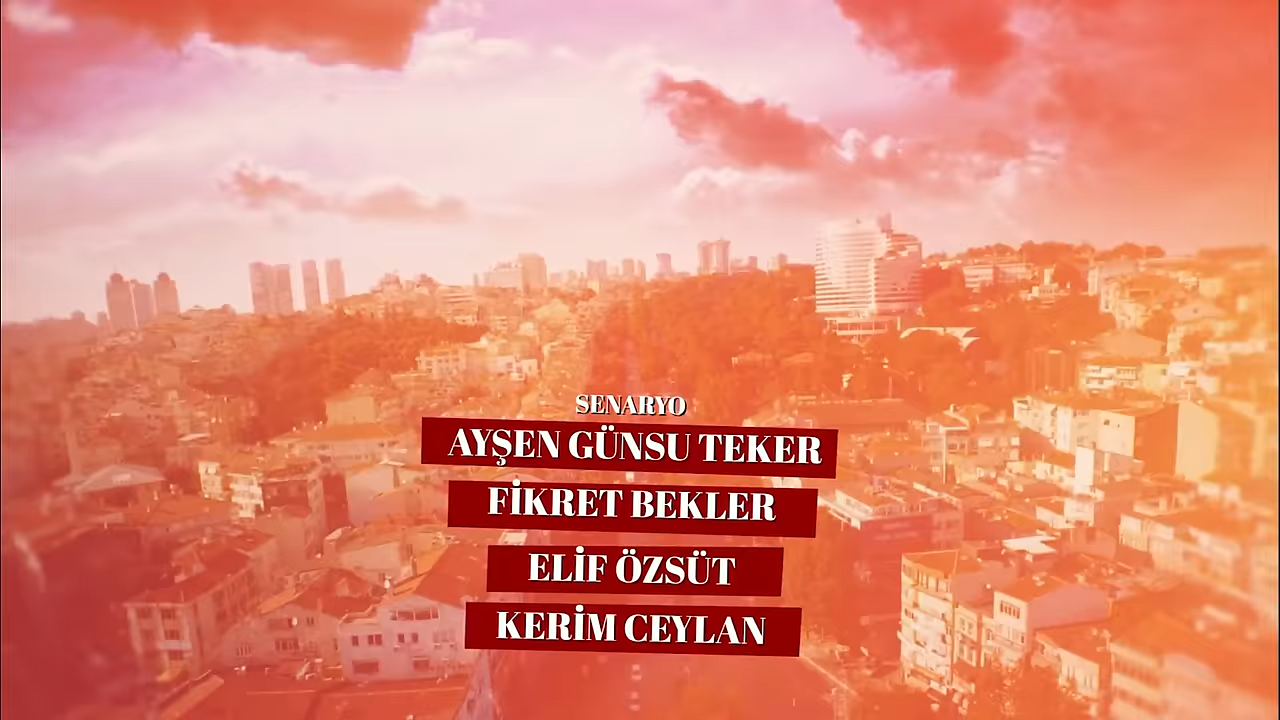 SENARYO
AYŞEN GÜNSU TEKER
FİKRET BEKLER
ELİF ÖZSÜT
KERİM CEYLAN